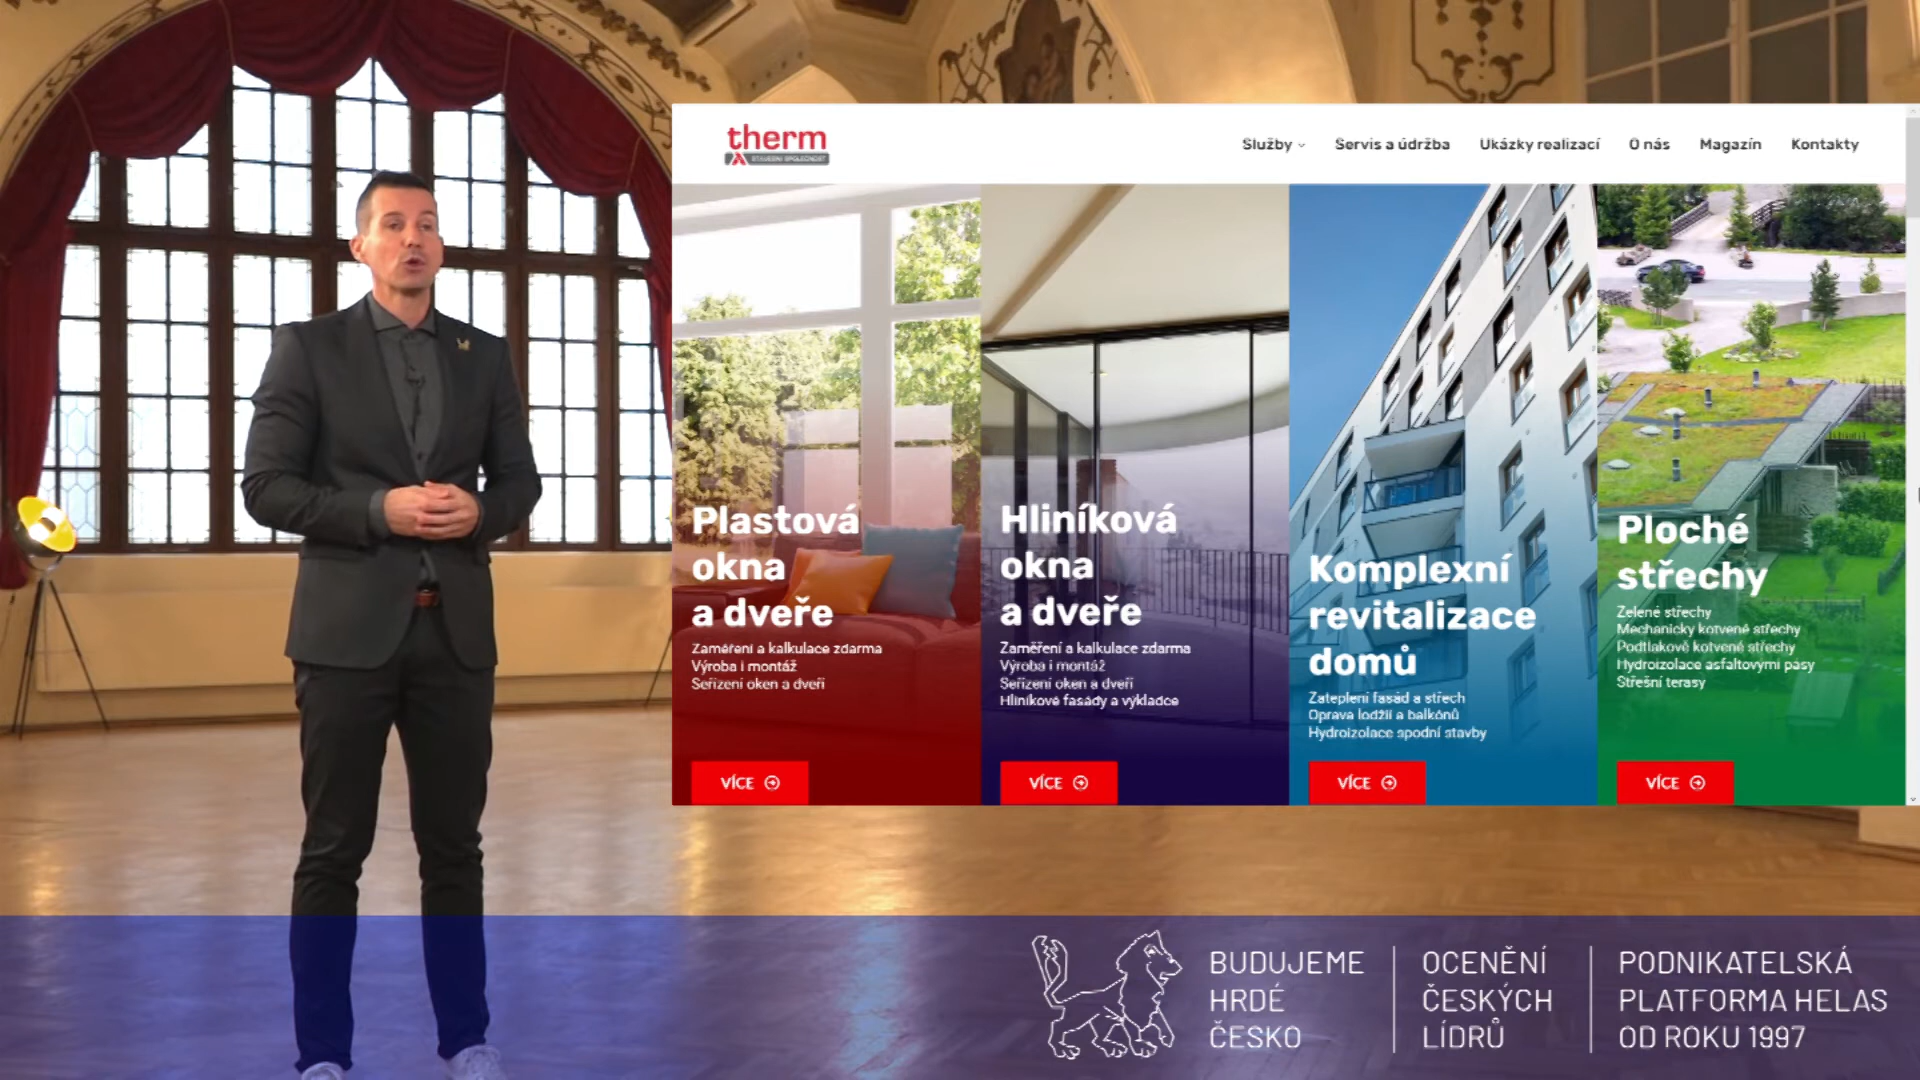 therm
STAVEBNÍ SPOLEČNOST
Služby
Servis a údržba
Ukázky realizací
O nás
Magazín
Kontakty
Plastová
okna
a dveře
Zaměření a kalkulace zdarma
Výroba i montáž
Seřízení oken a dveří
VÍCE
Hliníková
okna
a dveře
Zaměření a kalkulace zdarma
Výroba i montáž
Seřízení oken a dveří
Hliníkové fasády a výkladce
VÍCE
Komplexní
revitalizace
domů
Zateplení fasád a střech
Oprava lodžií a balkónů
Hydroizolace spodní stavby
VÍCE
Ploché
střechy
Zelené střechy
Mechanicky kotvené střechy
Podtlakově kotvené střechy
Hydroizolace asfaltovými pásy
Střešní terasy
VÍCE
BUDUJEME
HRDÉ
ČESKO
OCENĚNÍ
ČESKÝCH
LÍDRŮ
PODNIKATELSKÁ
PLATFORMA HELAS
OD ROKU 1997